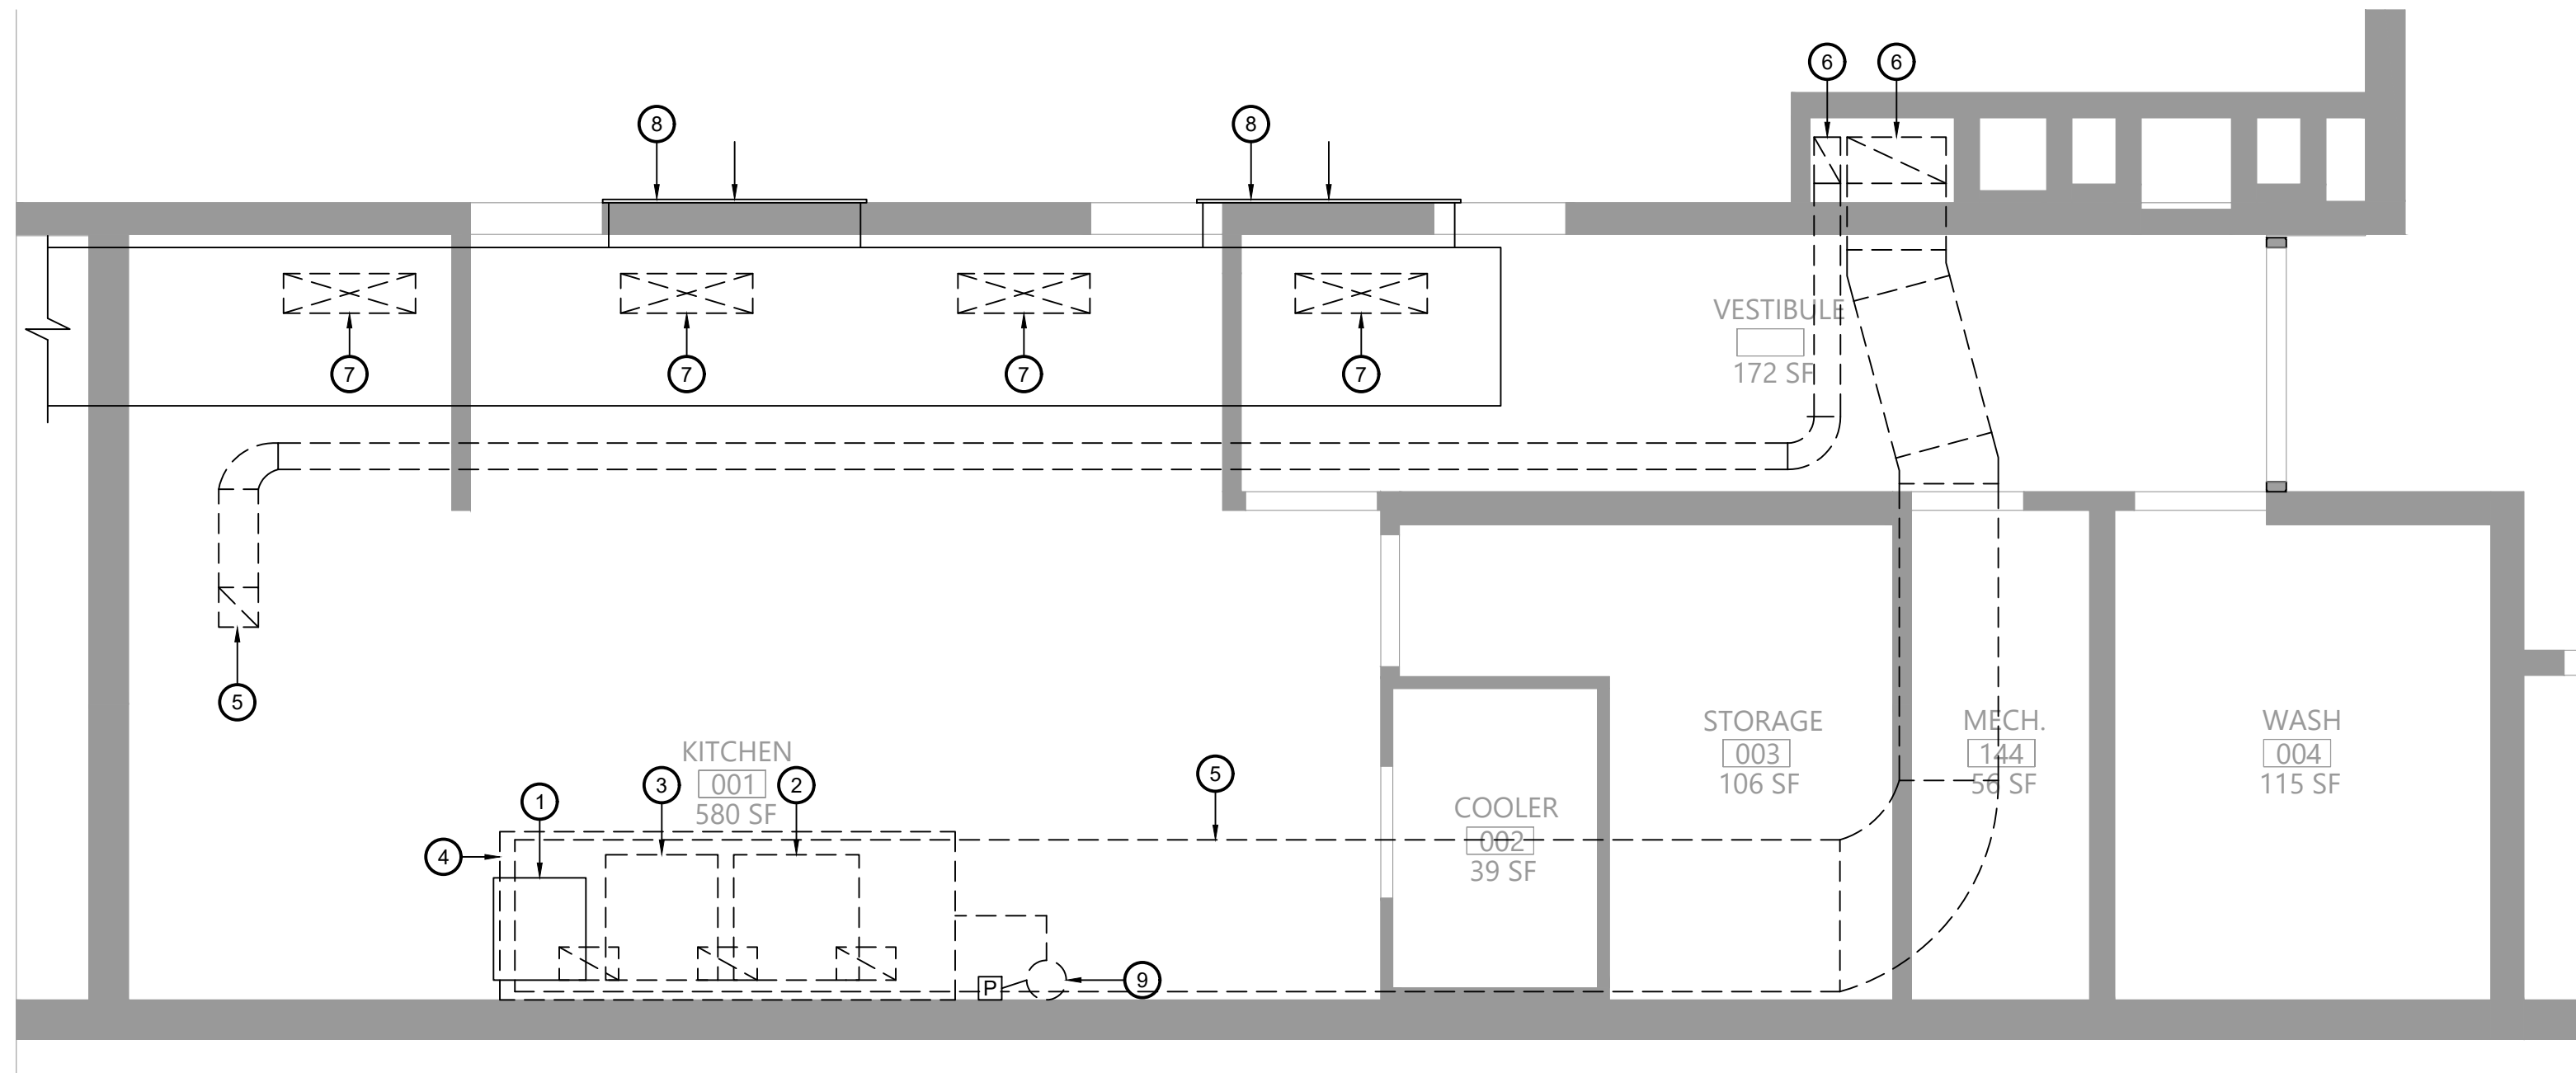 6
6
8
8
VESTIBULE
172 SF
7
7
7
7
5
KITCHEN
001
580 SF
STORAGE
003
106 SF
MECH.
144
56 SF
WASH
004
115 SF
1
3
2
5
4
COOLER
002
39 SF
P
9